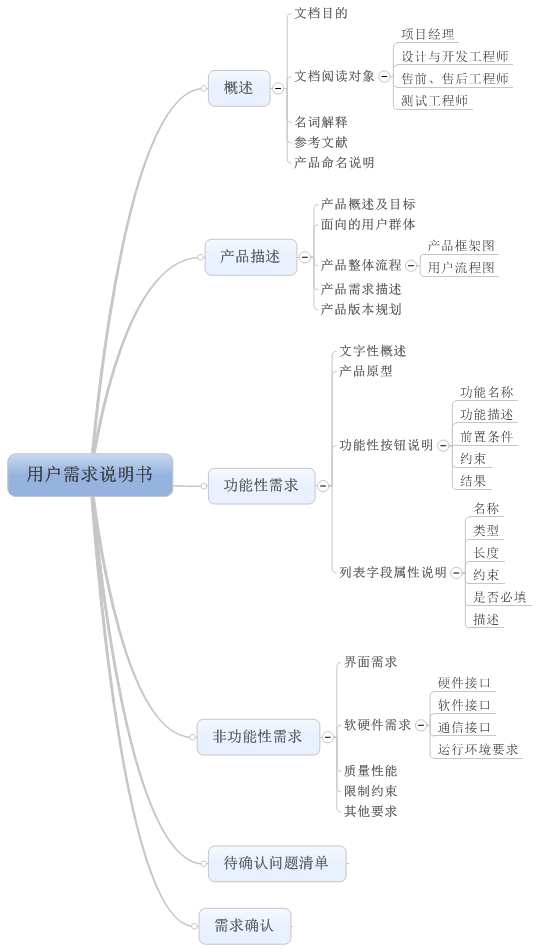 用户需求说明书
概述
文档目的
文档阅读对象
项目经理
设计与开发工程师
售前、售后工程师
测试工程师
名词解释
参考文献
产品命名说明
产品描述
产品概述及目标
面向的用户群体
产品整体流程
产品框架图
用户流程图
产品需求描述
产品版本规划
功能性需求
文字性概述
产品原型
功能性按钮说明
功能名称
功能描述
前置条件
约束
结果
列表字段属性说明
名称
类型
长度
约束
是否必填
描述
非功能性需求
界面需求
软硬件需求
硬件接口
软件接口
通信接口
运行环境要求
质量性能
限制约束
其他要求
待确认问题清单
需求确认